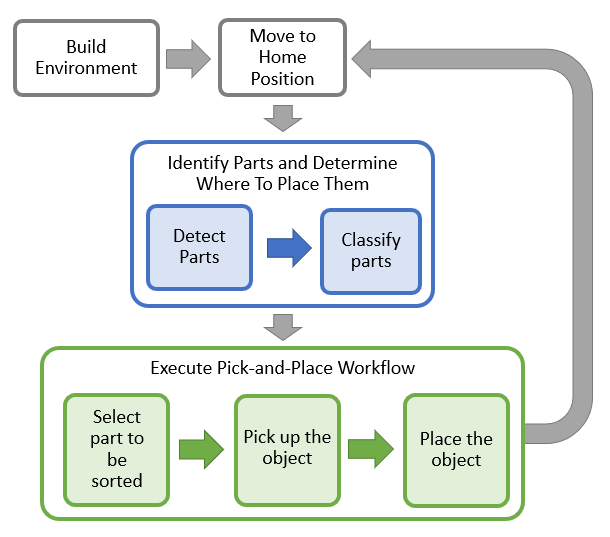 Build
Environment
Move to
Home
Position
Identify Parts and Determine
Where To Place Them
Detect
Parts
Classify
parts
Execute Pick-and-Place Workflow
Select
part to
be
sorted
Pick up the
object
Place the
object